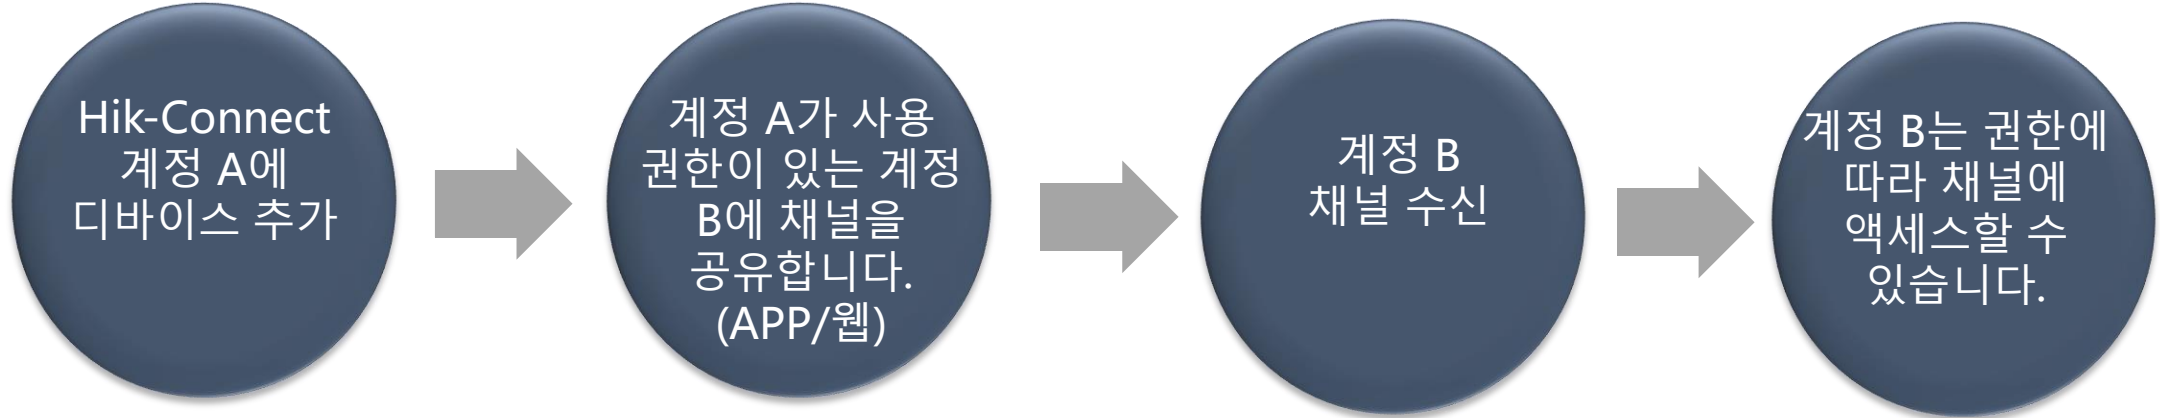 Hik-Connect
계정 A에
디바이스 추가
계정 A가 사용
권한이 있는 계정
B에 채널을
공유합니다.
(APP/웹)
계정 B
채널 수신
계정 B는 권한에
따라 채널에
액세스할 수
있습니다.